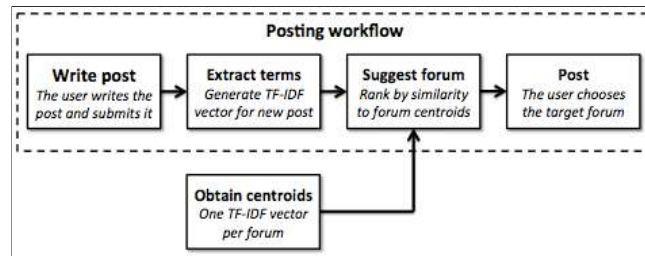 Posting workflow
Write post
The user writes the
post and submits it
Extract terms
Generate TF-IDF
vector for new post
Suggest forum
Rank by similarity
to forum centroids
Post
The user chooses
the target forum
Obtain centroids
One TF-IDF vector
per forum